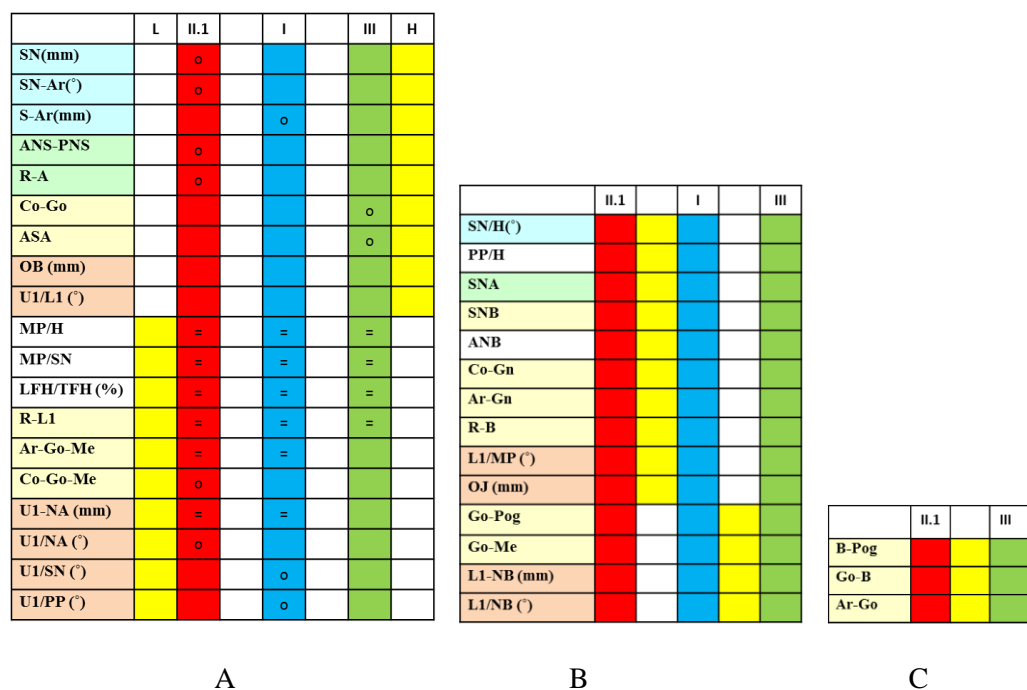 L II.1 I III H
SN(mm) o
SN-Ar(°) o
S-Ar(mm) o
ANS-PNS o
R-A o
Co-Go o
ASA o
OB (mm)
U1/L1 (°)
MP/H = = =
MP/SN = = =
LFH/TFH (%) = = =
R-L1 = = =
Ar-Go-Me = =
Co-Go-Me o
U1-NA (mm) = =
U1/NA (°) o
U1/SN (°) o
U1/PP (°) o
A
II.1 I III
SN/H(°)
PP/H
SNA
SNB
ANB
Co-Gn
Ar-Gn
R-B
L1/MP (°)
OJ (mm)
Go-Pog
Go-Me
L1-NB (mm)
L1/NB (°)
B
II.1 III
B-Pog
Go-B
Ar-Go
C